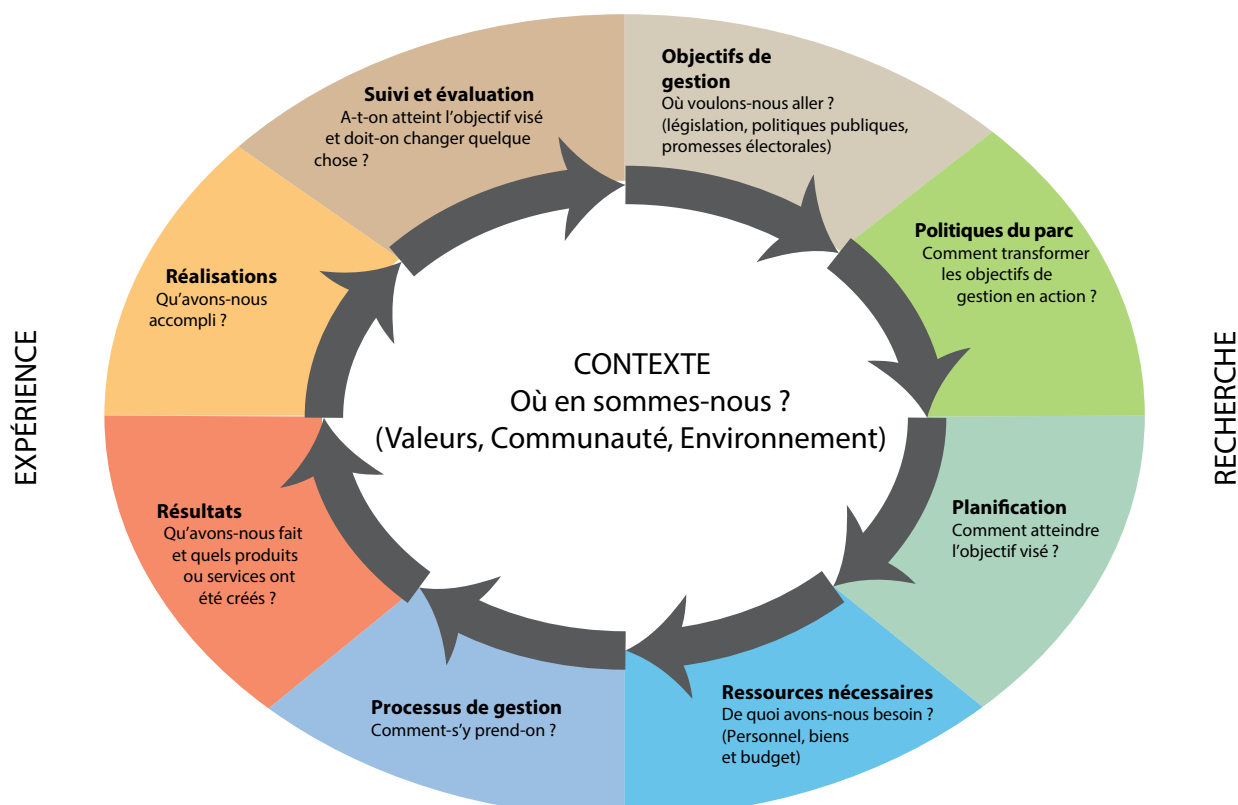 Objectifs de
gestion
Où voulons-nous aller ?
(législation, politiques publiques,
promesses électorales)
Politiques du parc
Comment transformer
les objectifs de
gestion en action ?
Planification
Comment atteindre
l'objectif visé ?
Ressources nécessaires
De quoi avons-nous besoin ?
(Personnel, biens
et budget)
Processus de gestion
Comment-s'y prend-on ?
Résultats
Qu'avons-nous fait
et quels produits
ou services ont
été créés ?
Réalisations
Qu'avons-nous
accompli ?
Suivi et évaluation
A-t-on atteint l'objectif visé
et doit-on changer quelque
chose ?
CONTEXTE
Où en sommes-nous ?
(Valeurs, Communauté, Environnement)
EXPÉRIENCE
RECHERCHE